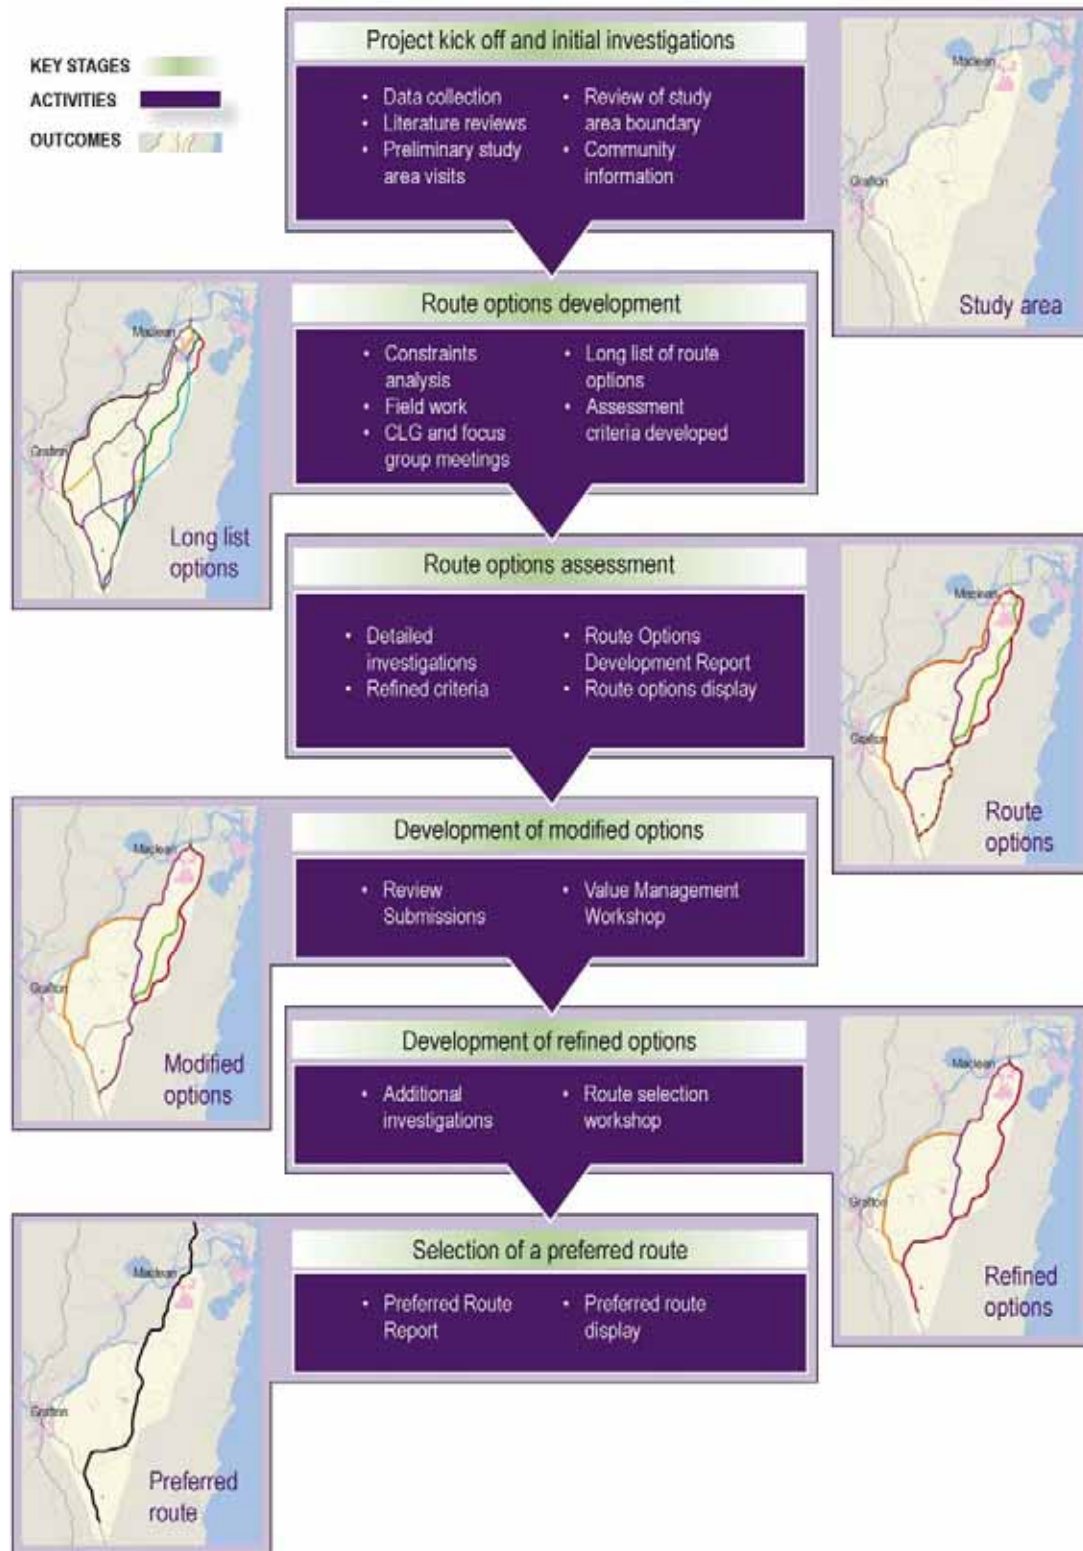 KEY STAGES
ACTIVITIES
OUTCOMES
Project kick off and initial investigations
• Data collection
• Literature reviews
• Preliminary study
area visits
• Review of study
area boundary
• Community
information
Maclean
Grafton
Study area
Route options development
• Constraints
analysis
• Field work
• CLG and focus
group meetings
• Long list of route
options
• Assessment
criteria developed
Maclean
Grafton
Long list
options
Route options assessment
• Detailed
investigations
• Refined criteria
• Route Options
Development Report
• Route options display
Maclean
Grafton
Route
options
Development of modified options
• Review
Submissions
• Value Management
Workshop
Maclean
Grafton
Modified
options
Development of refined options
• Additional
investigations
• Route selection
workshop
Maclean
Grafton
Refined
options
Selection of a preferred route
• Preferred Route
Report
• Preferred route
display
Maclean
Grafton
Preferred
route